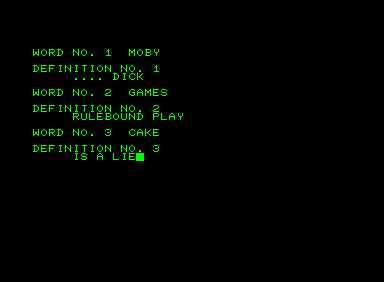 WORD NO. 1  MOBY
DEFINITION NO. 1
.... DICK
WORD NO. 2  GAMES
DEFINITION NO. 2
RULEBOUND PLAY
WORD NO. 3  CAKE
DEFINITION NO. 3
IS A LIE